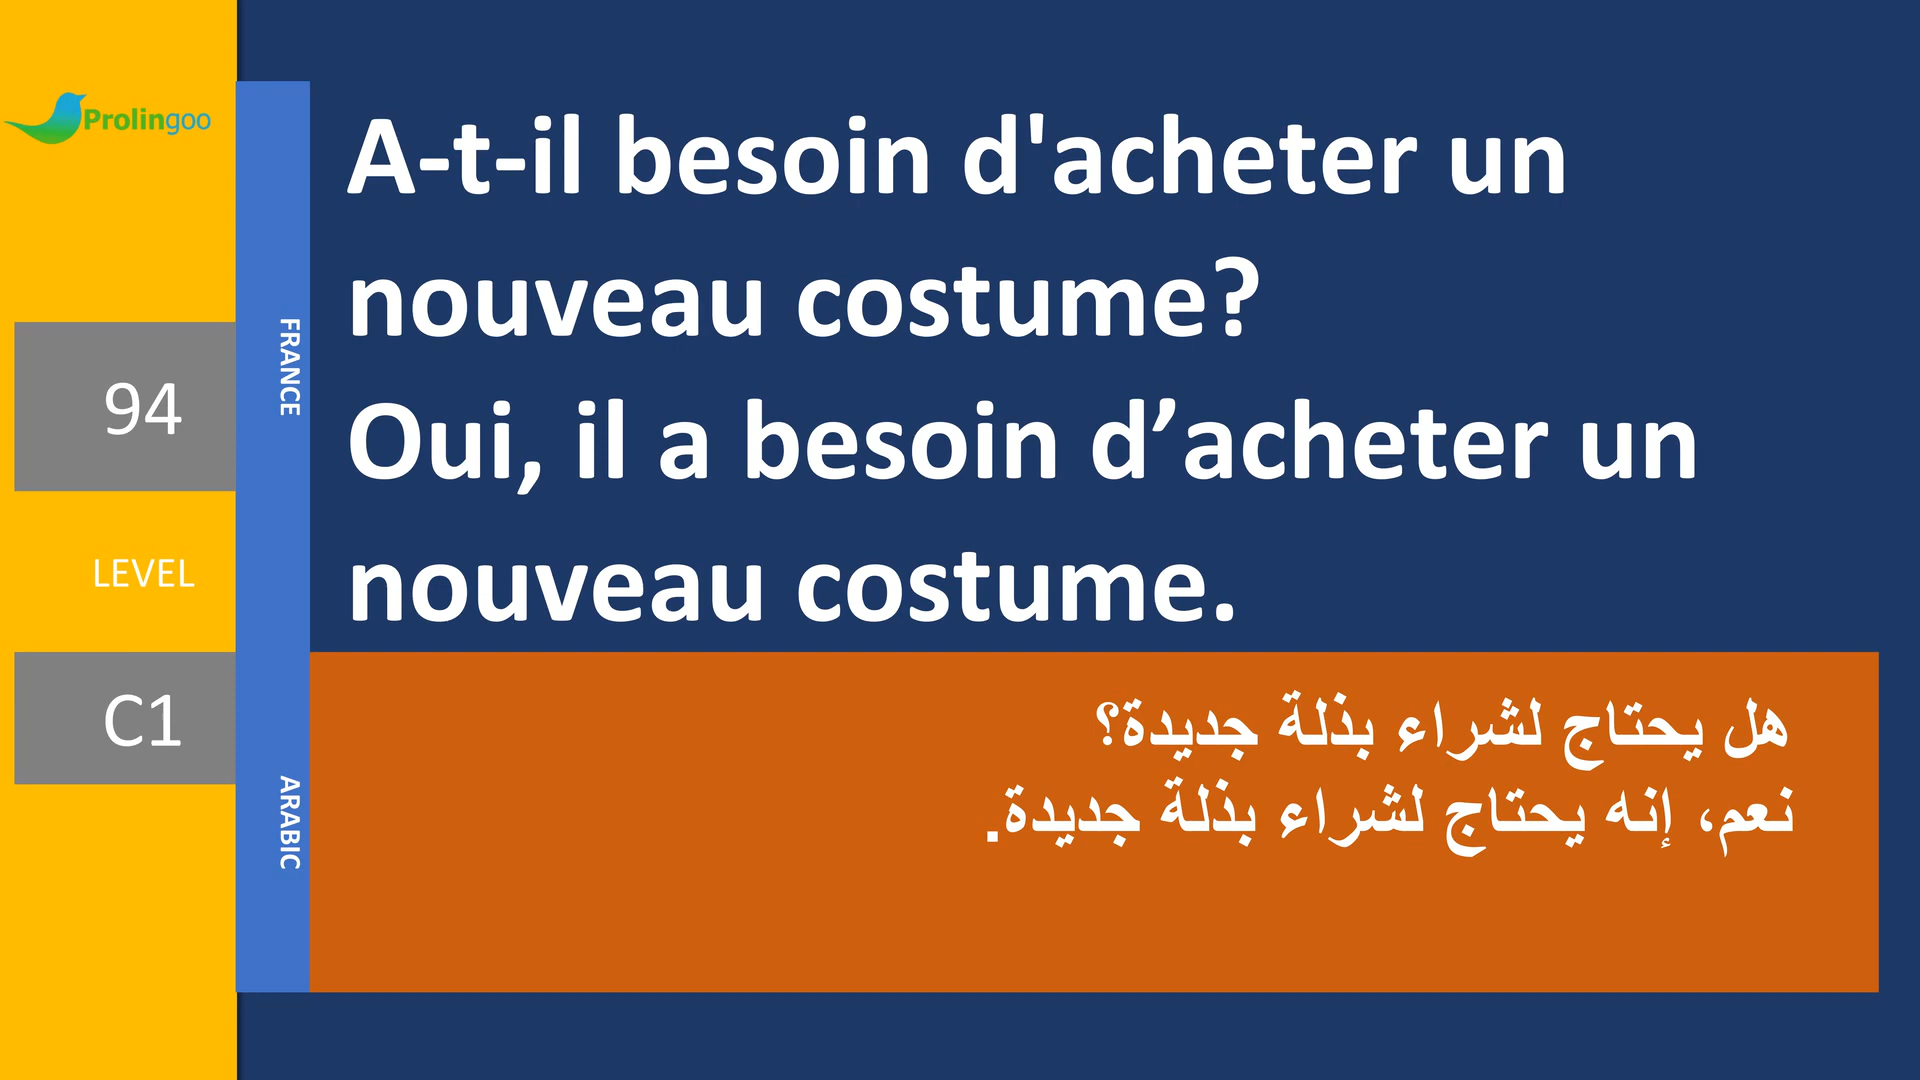 Prolingoo
94
LEVEL
C1
FRANCE
ARABIC
A-t-il besoin d'acheter un
nouveau costume?
Oui, il a besoin d’acheter un
nouveau costume.
هل يحتاج لشراء بذلة جديدة؟
نعم، إنه يحتاج لشراء بذلة جديدة.